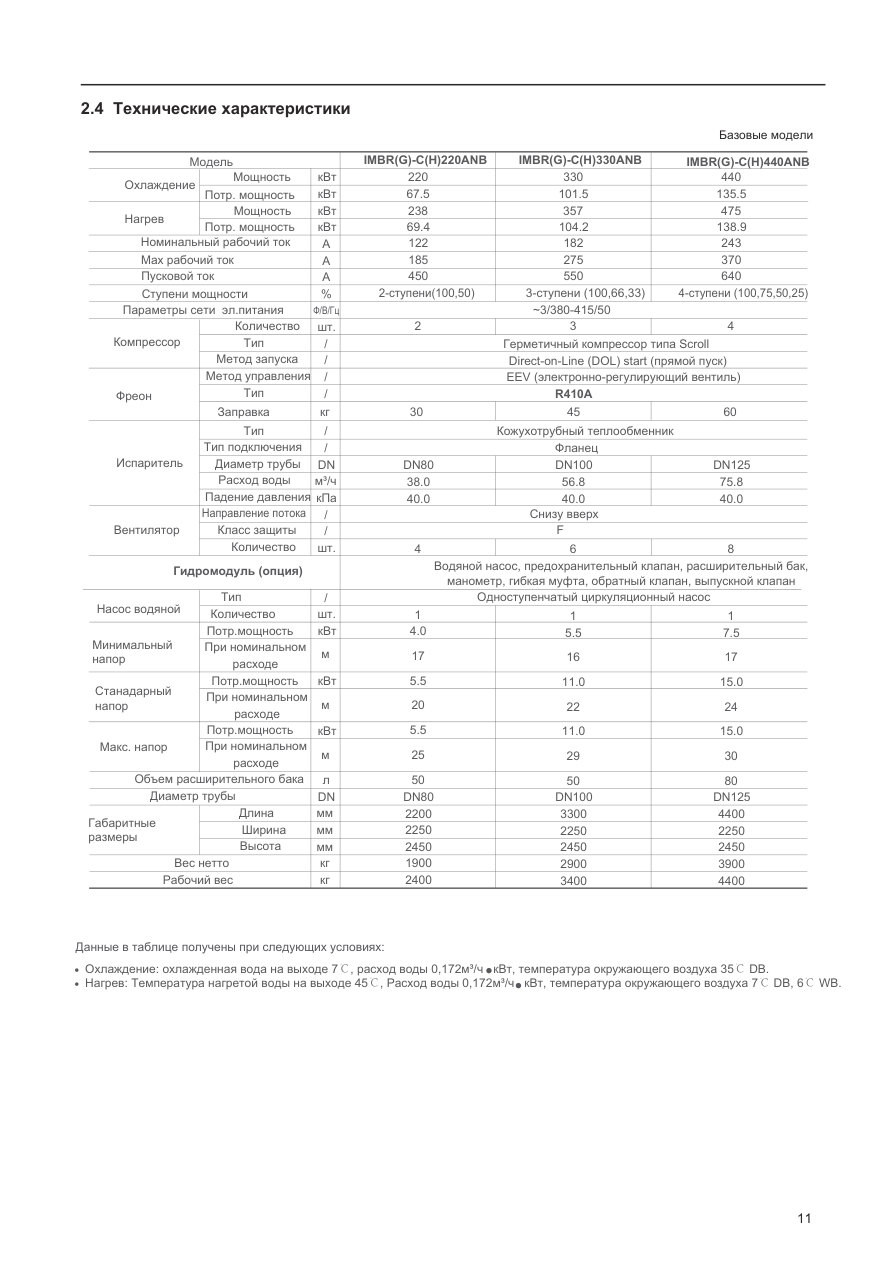 2.4 Технические характеристики
Базовые модели
Модель IMBR(G)-C(H)220ANB IMBR(G)-C(H)330ANB IMBR(G)-C(H)440ANB
Охлаждение Мощность кВт 220 330 440
Потр. мощность кВт 67.5 101.5 135.5
Нагрев Мощность кВт 238 357 475
Потр. мощность кВт 69.4 104.2 138.9
Номинальный рабочий ток А 122 182 243
Max рабочий ток А 185 275 370
Пусковой ток А 450 550 640
Ступени мощности % 2-ступени(100,50) 3-ступени (100,66,33) 4-ступени (100,75,50,25)
Параметры сети эл.питания Ф/В/Гц ~3/380-415/50
Компрессор Количество шт. 2 3 4
Тип / Герметичный компрессор типа Scroll
Метод запуска / Direct-on-Line (DOL) start (прямой пуск)
Фреон Метод управления / EEV (электронно-регулирующий вентиль)
Тип / R410A
Заправка кг 30 45 60
Испаритель Тип / Кожухотрубный теплообменник
Тип подключения / Фланец
Диаметр трубы DN DN80 DN100 DN125
Расход воды м³/ч 38.0 56.8 75.8
Падение давления кПа 40.0 40.0 40.0
Вентилятор Направление потока / Снизу вверх
Класс защиты / F
Количество шт. 4 6 8
Гидромодуль (опция) Водяной насос, предохранительный клапан, расширительный бак,
манометр, гибкая муфта, обратный клапан, выпускной клапан
Насос водяной Тип / Одноступенчатый циркуляционный насос
Количество шт. 1 1 1
Минимальный напор Потр.мощность кВт 4.0 5.5 7.5
При номинальном расходе м 17 16 17
Станадарный напор Потр.мощность кВт 5.5 11.0 15.0
При номинальном расходе м 20 22 24
Макс. напор Потр.мощность кВт 5.5 11.0 15.0
При номинальном расходе м 25 29 30
Объем расширительного бака л 50 50 80
Диаметр трубы DN DN80 DN100 DN125
Габаритные размеры Длина мм 2200 3300 4400
Ширина мм 2250 2250 2250
Высота мм 2450 2450 2450
Вес нетто кг 1900 2900 3900
Рабочий вес кг 2400 3400 4400
Данные в таблице получены при следующих условиях:
• Охлаждение: охлажденная вода на выходе 7℃, расход воды 0,172м³/ч●кВт, температура окружающего воздуха 35℃ DB.
• Нагрев: Температура нагретой воды на выходе 45℃, Расход воды 0,172м³/ч●кВт, температура окружающего воздуха 7℃ DB, 6℃ WB.
11